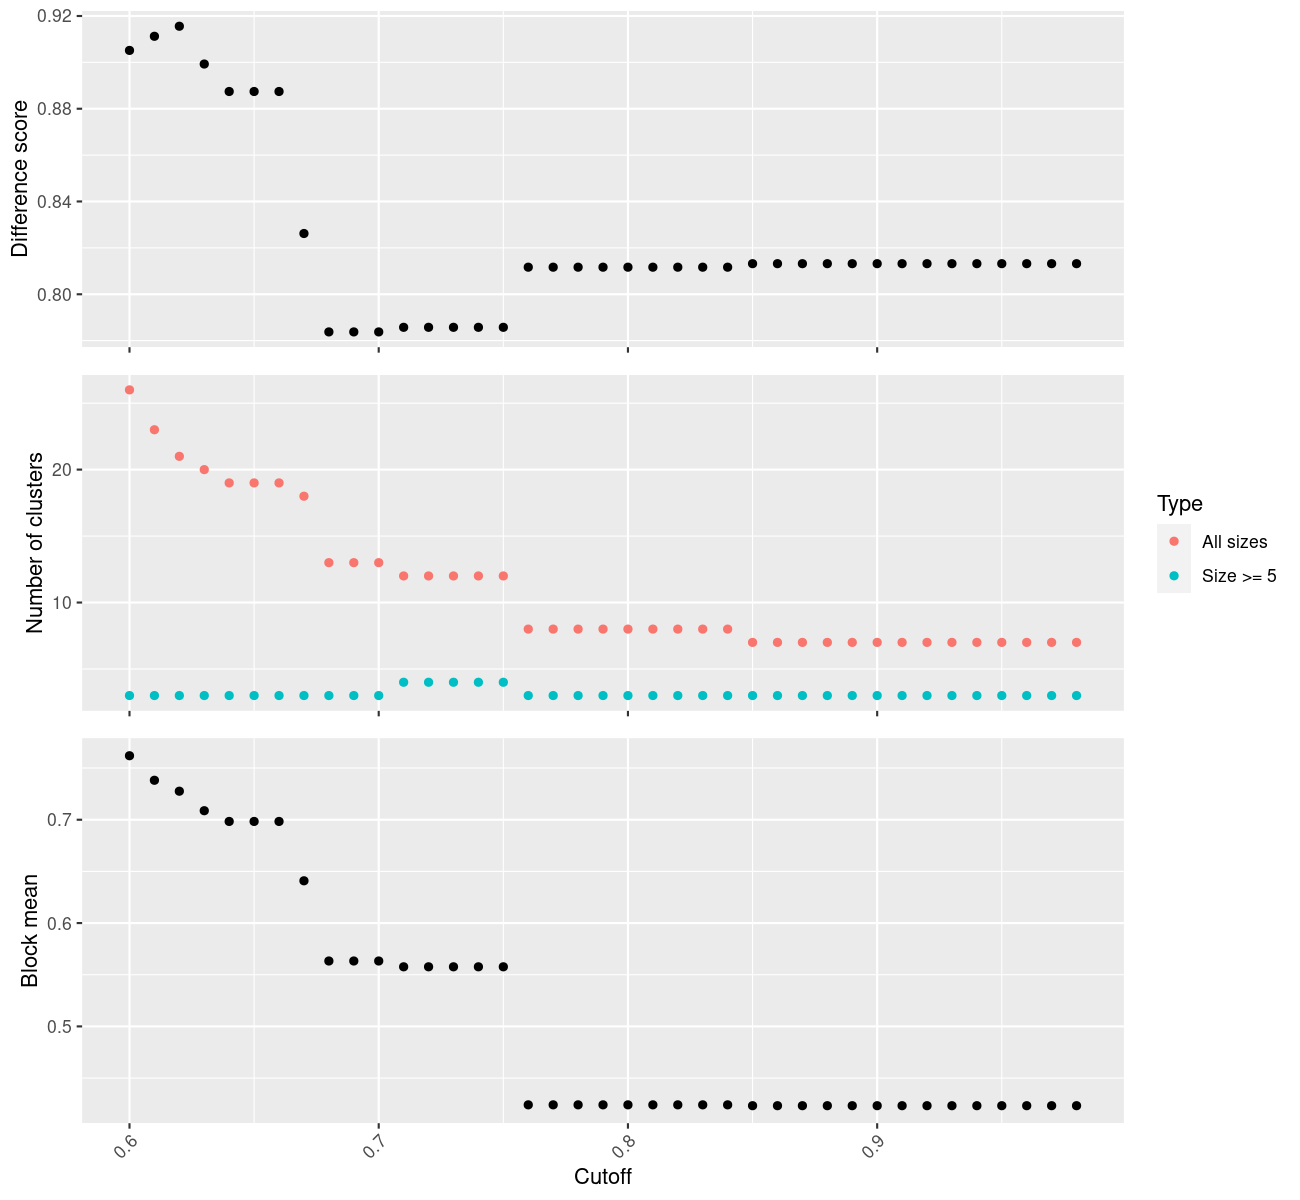 Difference score
0.92
0.88
0.84
0.80
Number of clusters
20
10
Type
All sizes
Size >= 5
Block mean
0.7
0.6
0.5
0.6
0.7
0.8
0.9
Cutoff